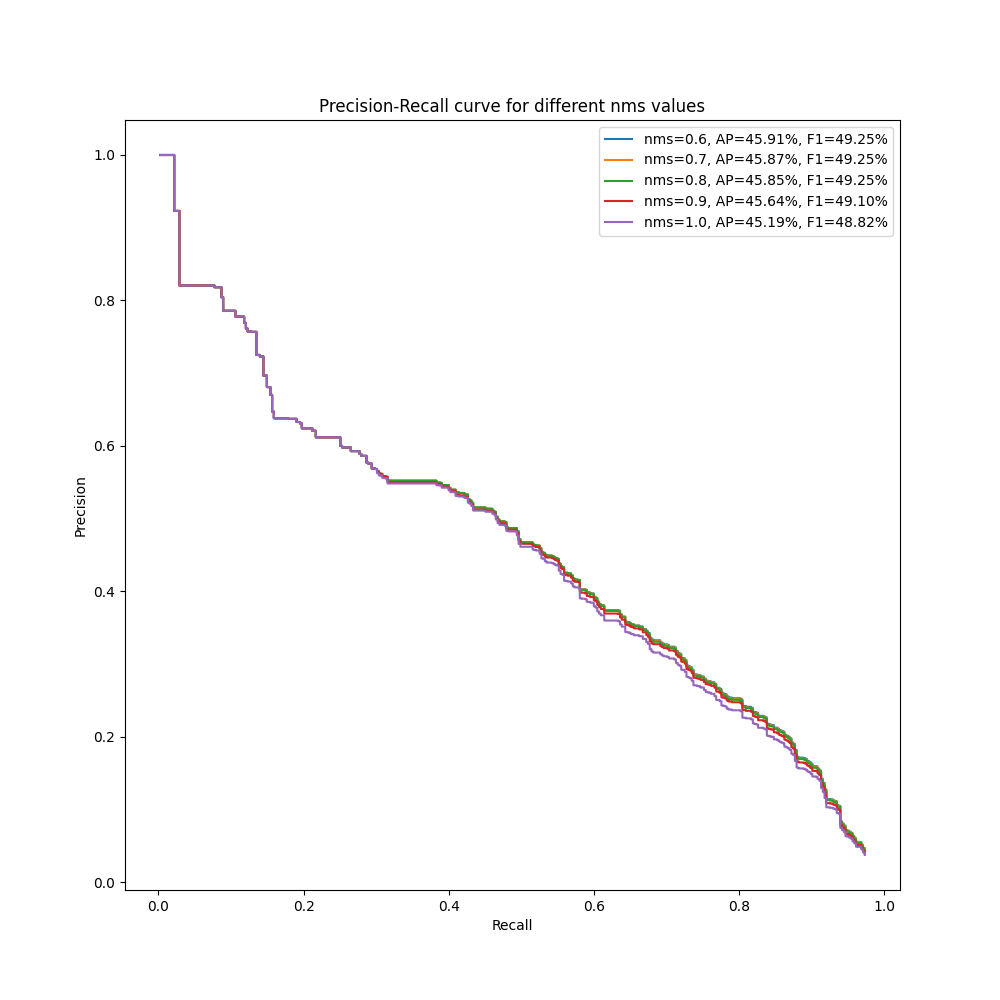 Precision-Recall curve for different nms values
nms=0.6, AP=45.91%, F1=49.25%
nms=0.7, AP=45.87%, F1=49.25%
nms=0.8, AP=45.85%, F1=49.25%
nms=0.9, AP=45.64%, F1=49.10%
nms=1.0, AP=45.19%, F1=48.82%
1.0
0.8
0.6
0.4
0.2
0.0
Precision
0.0 0.2 0.4 0.6 0.8 1.0
Recall